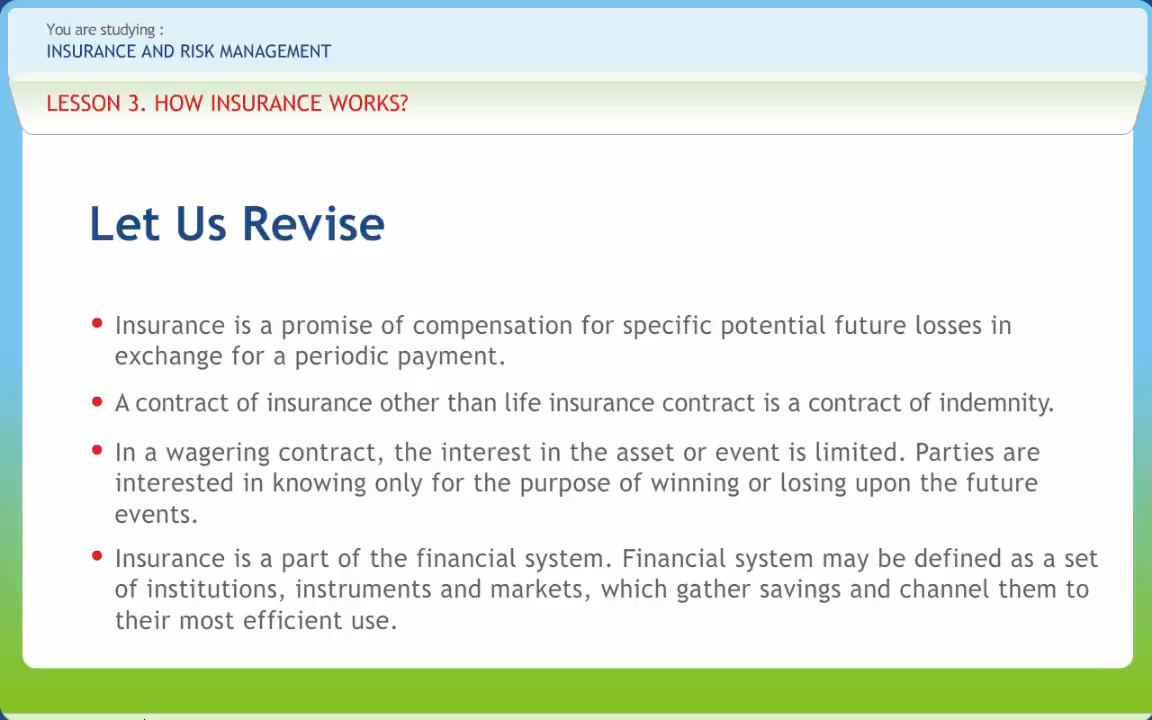 You are studying :
INSURANCE AND RISK MANAGEMENT
LESSON 3. HOW INSURANCE WORKS?
Let Us Revise
• Insurance is a promise of compensation for specific potential future losses in
exchange for a periodic payment.
• A contract of insurance other than life insurance contract is a contract of indemnity.
• In a wagering contract, the interest in the asset or event is limited. Parties are
interested in knowing only for the purpose of winning or losing upon the future
events.
• Insurance is a part of the financial system. Financial system may be defined as a set
of institutions, instruments and markets, which gather savings and channel them to
their most efficient use.